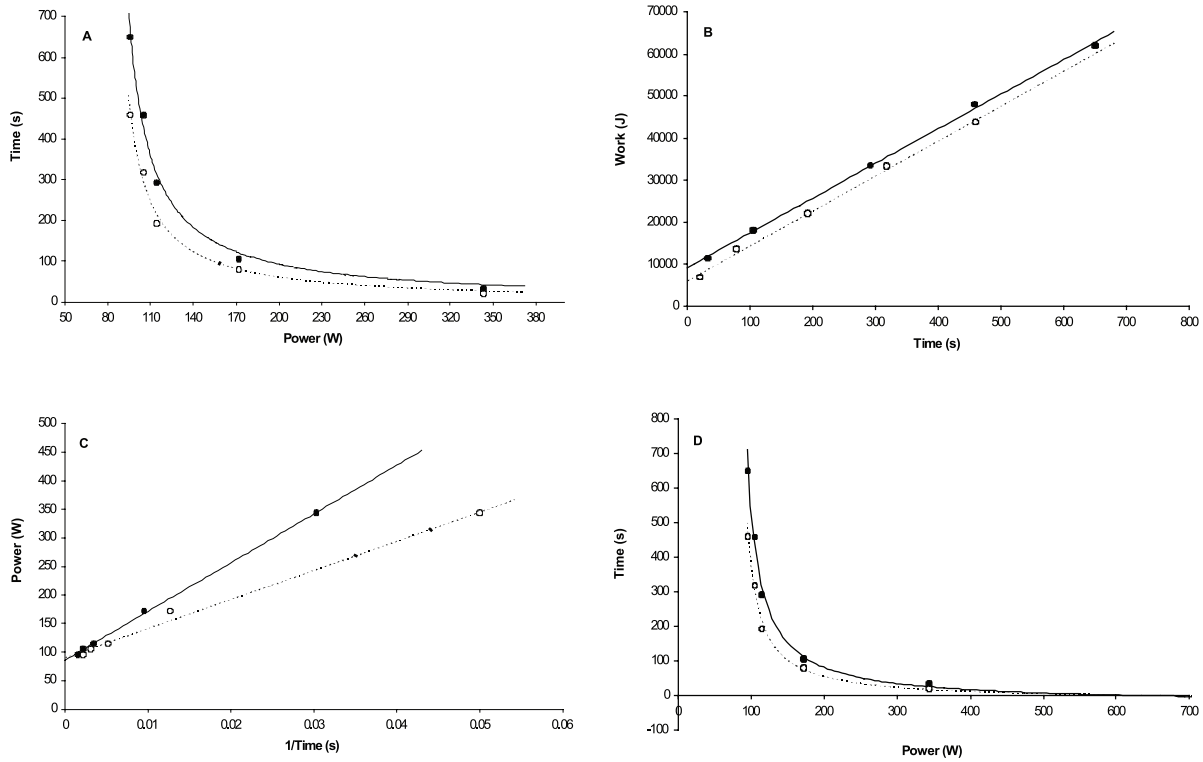 A
Time (s)
700
600
500
400
300
200
100
0
50 80 110 140 170 200 230 260 290 320 350 380
Power (W)
B
Work (J)
70000
60000
50000
40000
30000
20000
10000
0
0 100 200 300 400 500 600 700 800
Time (s)
C
Power (W)
500
450
400
350
300
250
200
150
100
50
0
0 0.01 0.02 0.03 0.04 0.05 0.06
1/Time (s)
D
Time (s)
800
700
600
500
400
300
200
100
0
-100
0 100 200 300 400 500 600 700
Power (W)